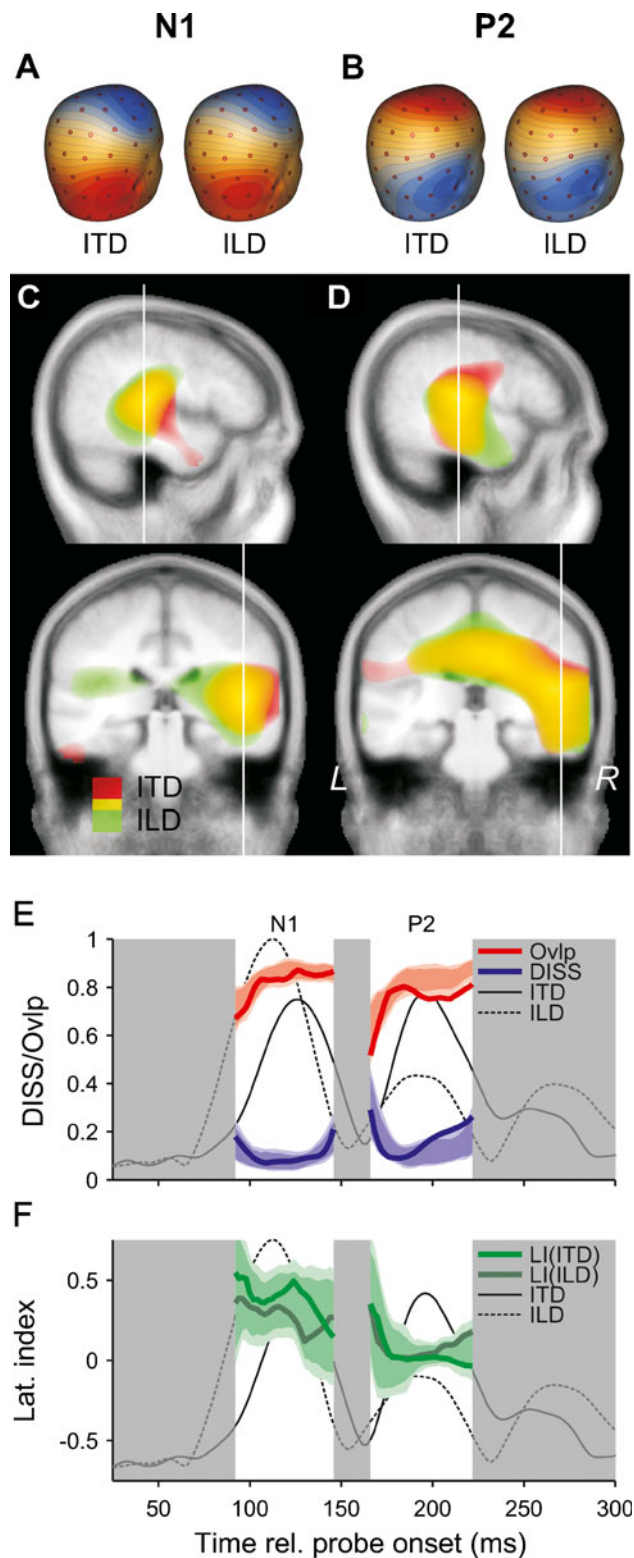 N1 P2
A B
ITD ILD ITD ILD
C D
ITD
ILD
L R
E
N1 P2
Ovlp
DISS
ITD
ILD
1
0.8
0.6
0.4
0.2
0
DISS/Ovlp
F
LI(ITD)
LI(ILD)
ITD
ILD
0.5
0
-0.5
Lat. index
50 100 150 200 250 300
Time rel. probe onset (ms)